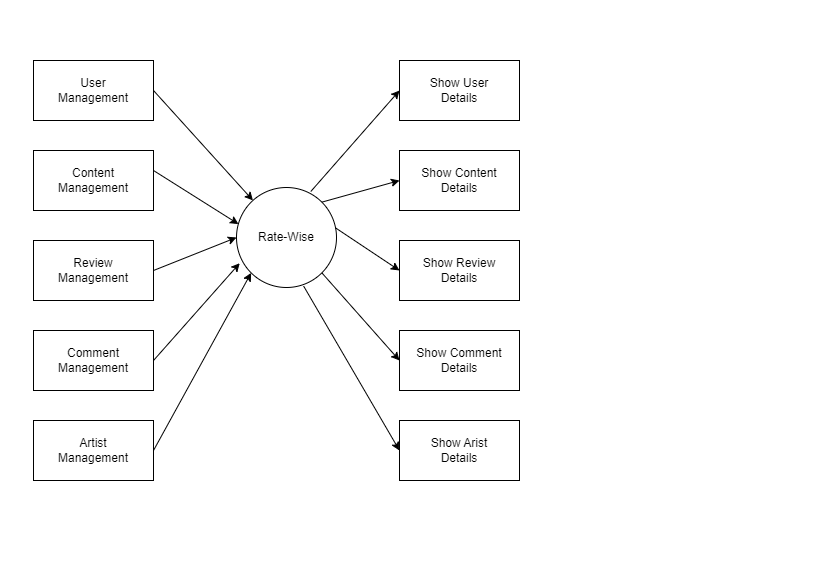 User
Management
Content
Management
Review
Management
Comment
Management
Artist
Management
Rate-Wise
Show User
Details
Show Content
Details
Show Review
Details
Show Comment
Details
Show Arist
Details